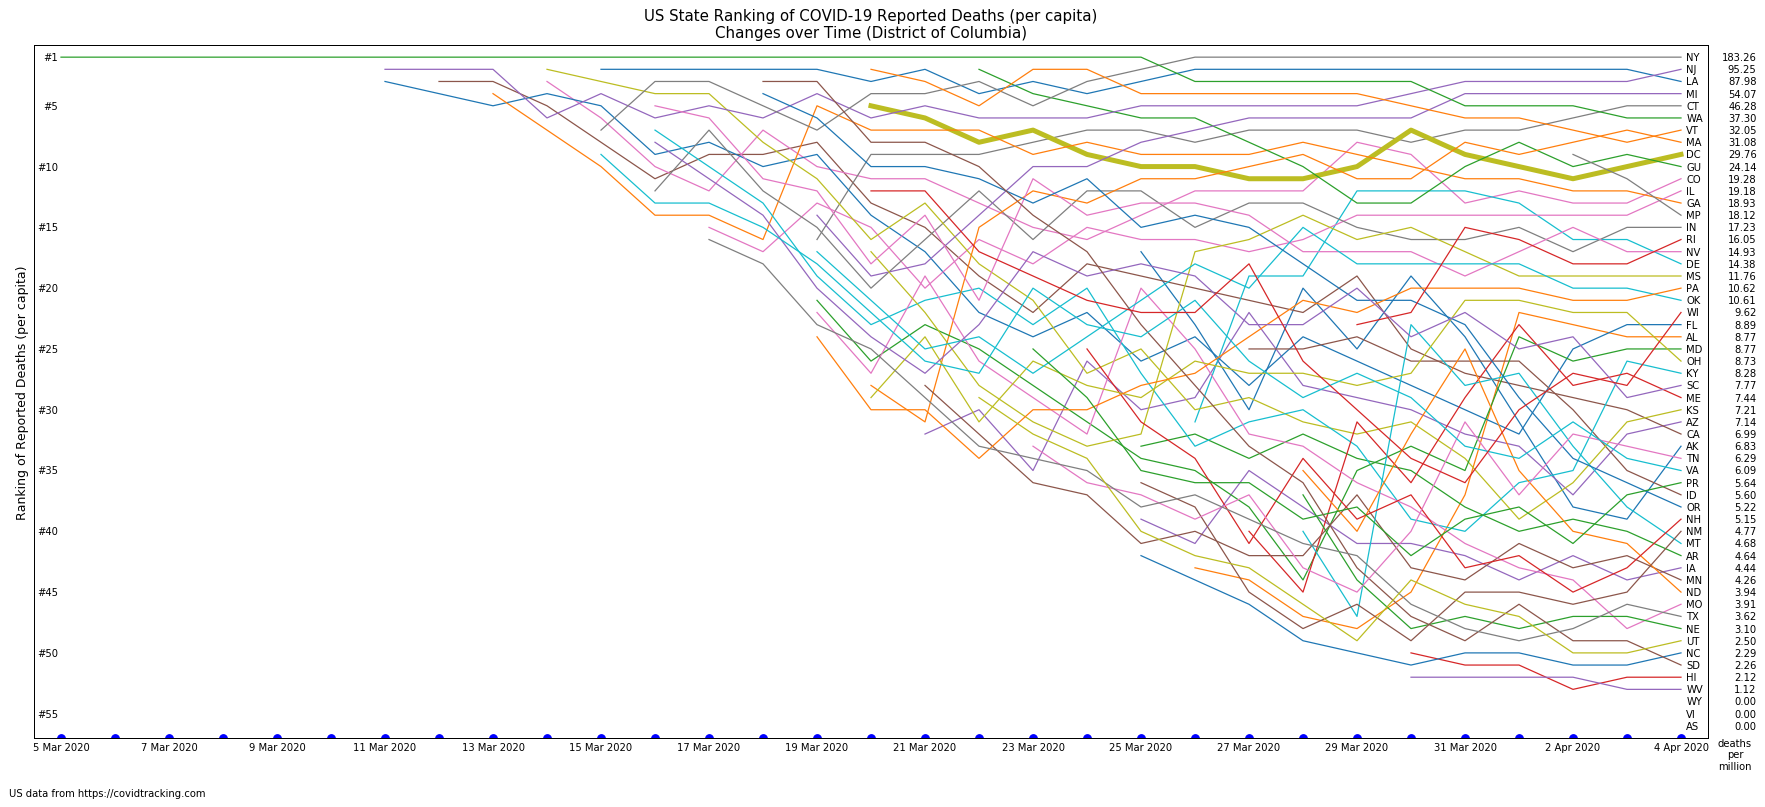 US State Ranking of COVID-19 Reported Deaths (per capita)
Changes over Time (District of Columbia)
Ranking of Reported Deaths (per capita)
#1
#5
#10
#15
#20
#25
#30
#35
#40
#45
#50
#55
NY 183.26
NJ 95.25
LA 87.98
MI 54.07
CT 46.28
WA 37.30
VT 32.05
MA 31.08
DC 29.76
GU 24.14
CO 19.28
IL 19.18
GA 18.93
MP 18.12
IN 17.23
RI 16.05
NV 14.93
DE 14.38
MS 11.76
PA 10.62
OK 10.61
WI 9.62
FL 8.89
AL 8.77
MD 8.77
OH 8.73
KY 8.28
SC 7.77
ME 7.44
KS 7.21
AZ 7.14
CA 6.99
AK 6.83
TN 6.29
VA 6.09
PR 5.64
ID 5.60
OR 5.22
NH 5.15
NM 4.77
MT 4.68
AR 4.64
IA 4.44
MN 4.26
ND 3.94
MO 3.91
TX 3.62
NE 3.10
UT 2.50
NC 2.29
SD 2.26
HI 2.12
WV 1.12
WY 0.00
VI 0.00
AS 0.00
5 Mar 2020 7 Mar 2020 9 Mar 2020 11 Mar 2020 13 Mar 2020 15 Mar 2020 17 Mar 2020 19 Mar 2020 21 Mar 2020 23 Mar 2020 25 Mar 2020 27 Mar 2020 29 Mar 2020 31 Mar 2020 2 Apr 2020 4 Apr 2020
deaths
per
million
US data from https://covidtracking.com